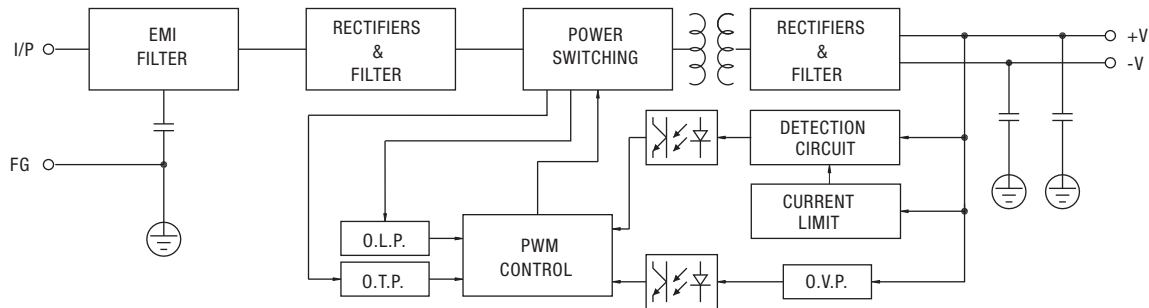 I/P
EMI
FILTER
RECTIFIERS
&
FILTER
POWER
SWITCHING
RECTIFIERS
&
FILTER
+V
-V
FG
DETECTION
CIRCUIT
CURRENT
LIMIT
O.L.P.
O.T.P.
PWM
CONTROL
O.V.P.